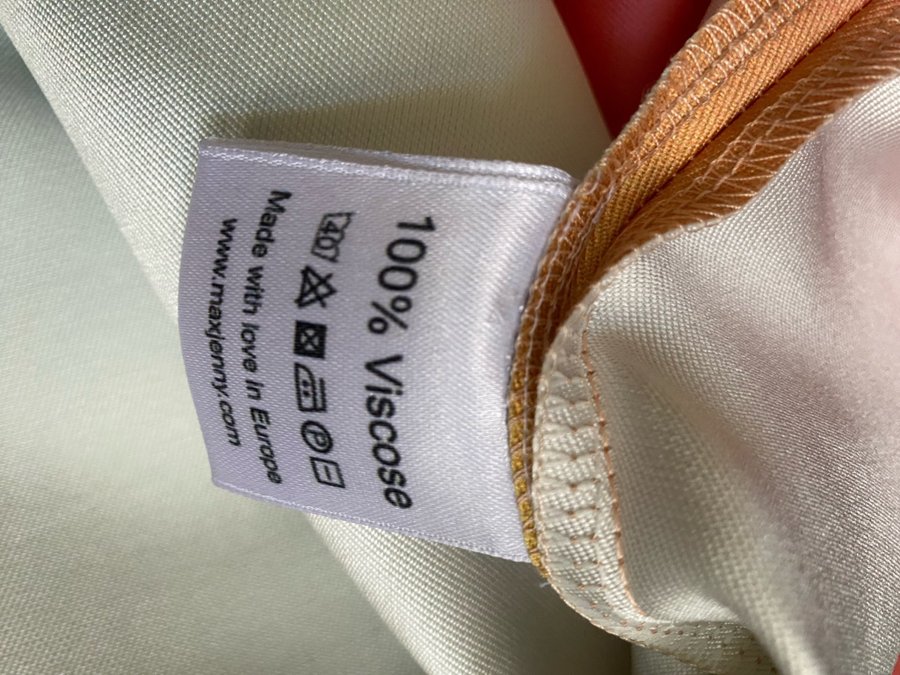 100% Viscose
40 P
Made with love in Europe
www.maxjenny.com